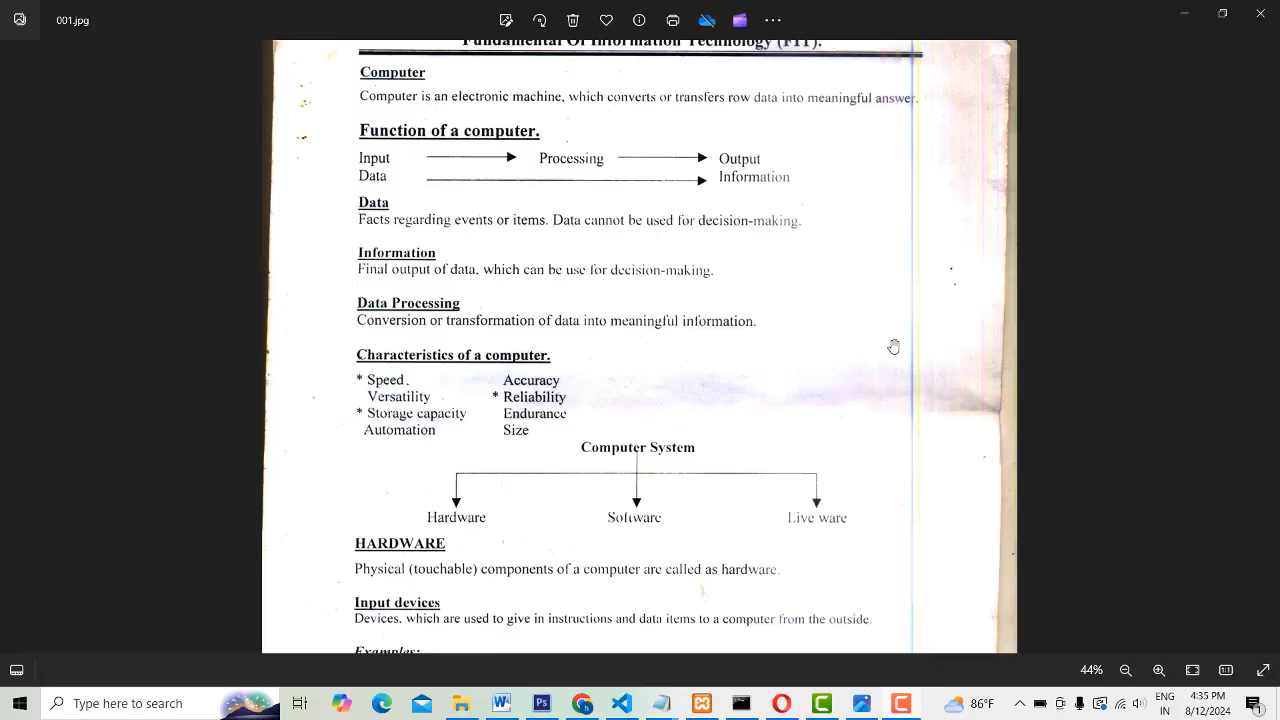 001.jpg
Fundamental Of Information Technology (FIT).
Computer
Computer is an electronic machine, which converts or transfers row data into meaningful answer.
Function of a computer.
Input Processing Output
Data Information
Data
Facts regarding events or items. Data cannot be used for decision-making.
Information
Final output of data, which can be use for decision-making.
Data Processing
Conversion or transformation of data into meaningful information.
Characteristics of a computer.
* Speed. Accuracy
Versatility * Reliability
* Storage capacity Endurance
Automation Size
Computer System
Hardware Software Live ware
HARDWARE
Physical (touchable) components of a computer are called as hardware.
Input devices
Devices, which are used to give in instructions and data items to a computer from the outside.
Examples:
44%
Type here to search
86°F
ENG
IN
4:35 PM
8/12/2024